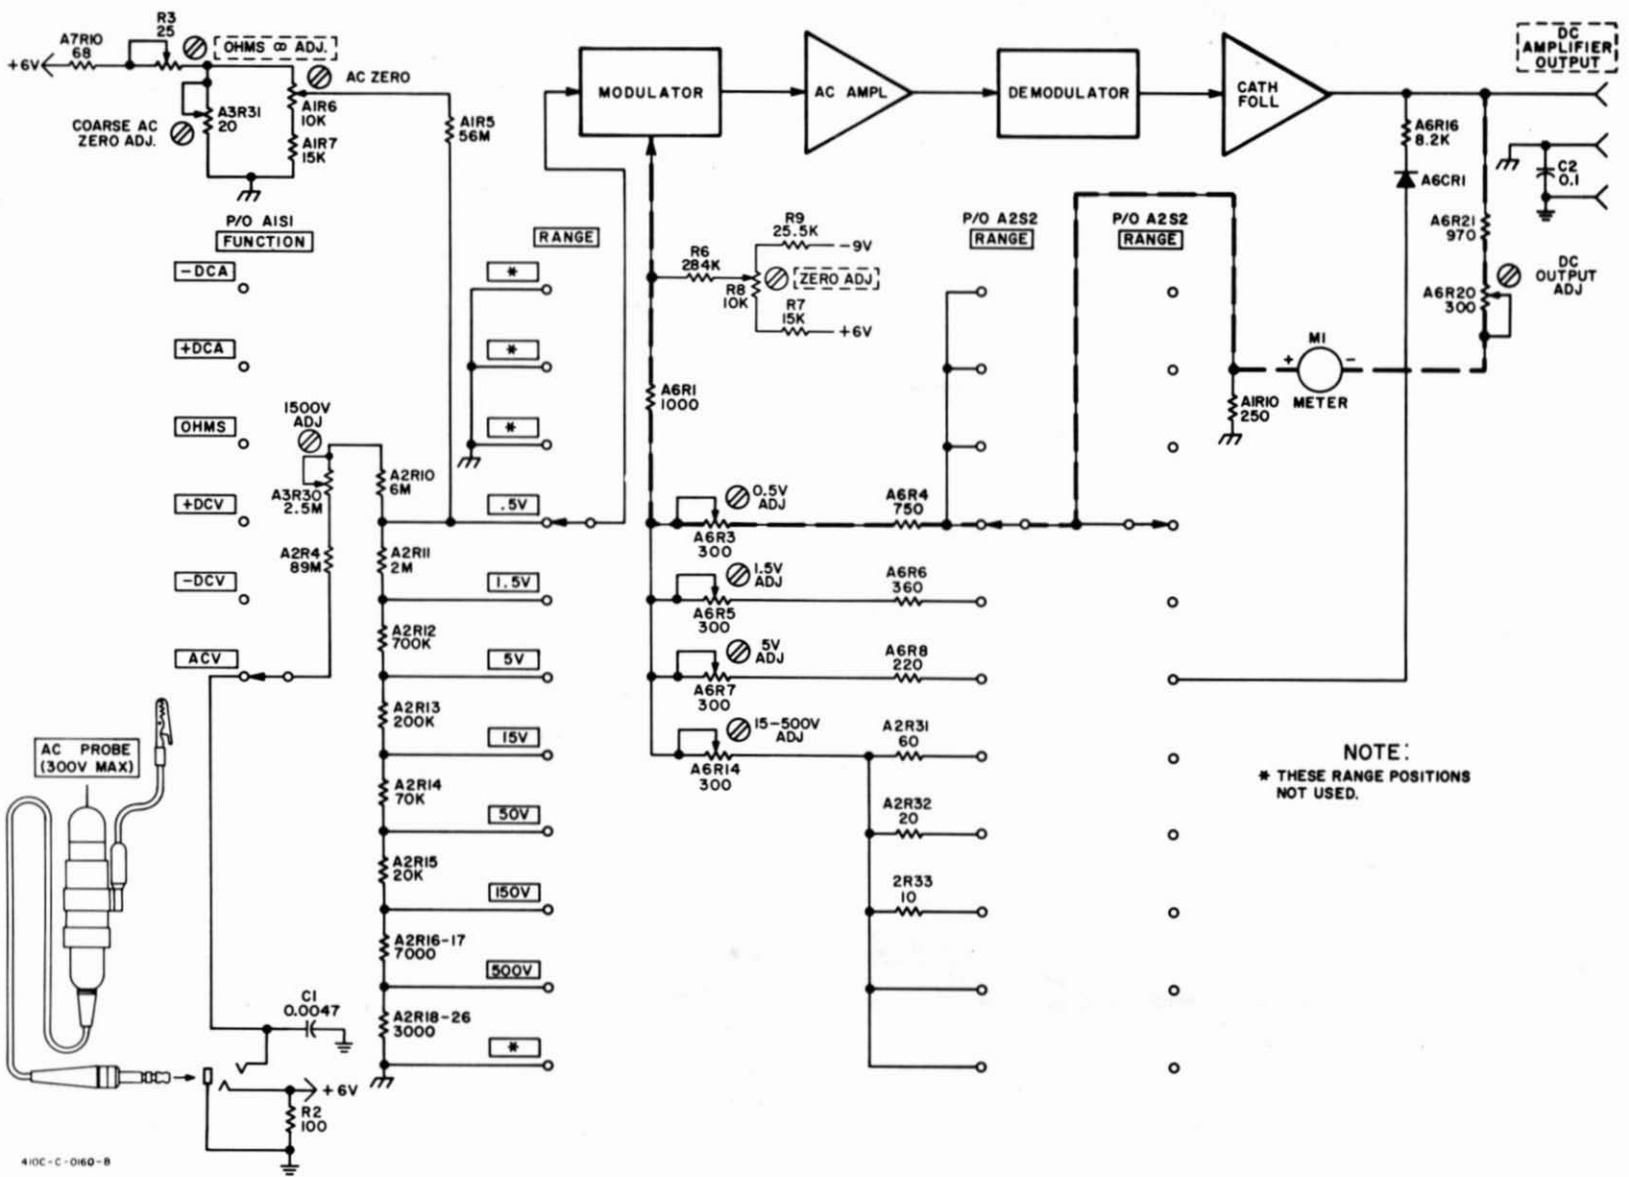 A7R10
68
+6V
R3
25
OHMS ∞ ADJ.
AC ZERO
A3R31
20
COARSE AC
ZERO ADJ.
A1R6
10K
A1R7
15K
A1R5
56M
MODULATOR
AC AMPL
DEMODULATOR
CATH
FOLL
DC
AMPLIFIER
OUTPUT
A6R16
8.2K
A6CR1
C2
0.1
A6R21
970
DC
OUTPUT
ADJ
A6R20
300
P/O A1S1
FUNCTION
RANGE
R9
25.5K
-9V
R6
284K
R8
10K
ZERO ADJ
R7
15K
+6V
P/O A2S2
RANGE
P/O A2S2
RANGE
-DCA
*
+DCA
*
OHMS
*
+DCV
.5V
-DCV
1.5V
ACV
5V
15V
50V
150V
500V
*
1500V
ADJ
A3R30
2.5M
A2R4
89M
A2R10
6M
A2R11
2M
A2R12
700K
A2R13
200K
A2R14
70K
A2R15
20K
A2R16-17
7000
A2R18-26
3000
A6R1
1000
0.5V
ADJ
A6R3
300
A6R4
750
1.5V
ADJ
A6R5
300
A6R6
360
5V
ADJ
A6R7
300
A6R8
220
15-500V
ADJ
A6R14
300
A2R31
60
A2R32
20
2R33
10
M1
+ -
METER
A1R10
250
NOTE:
* THESE RANGE POSITIONS
NOT USED.
AC PROBE
(300V MAX)
C1
0.0047
+6V
R2
100
410C-C-0160-B